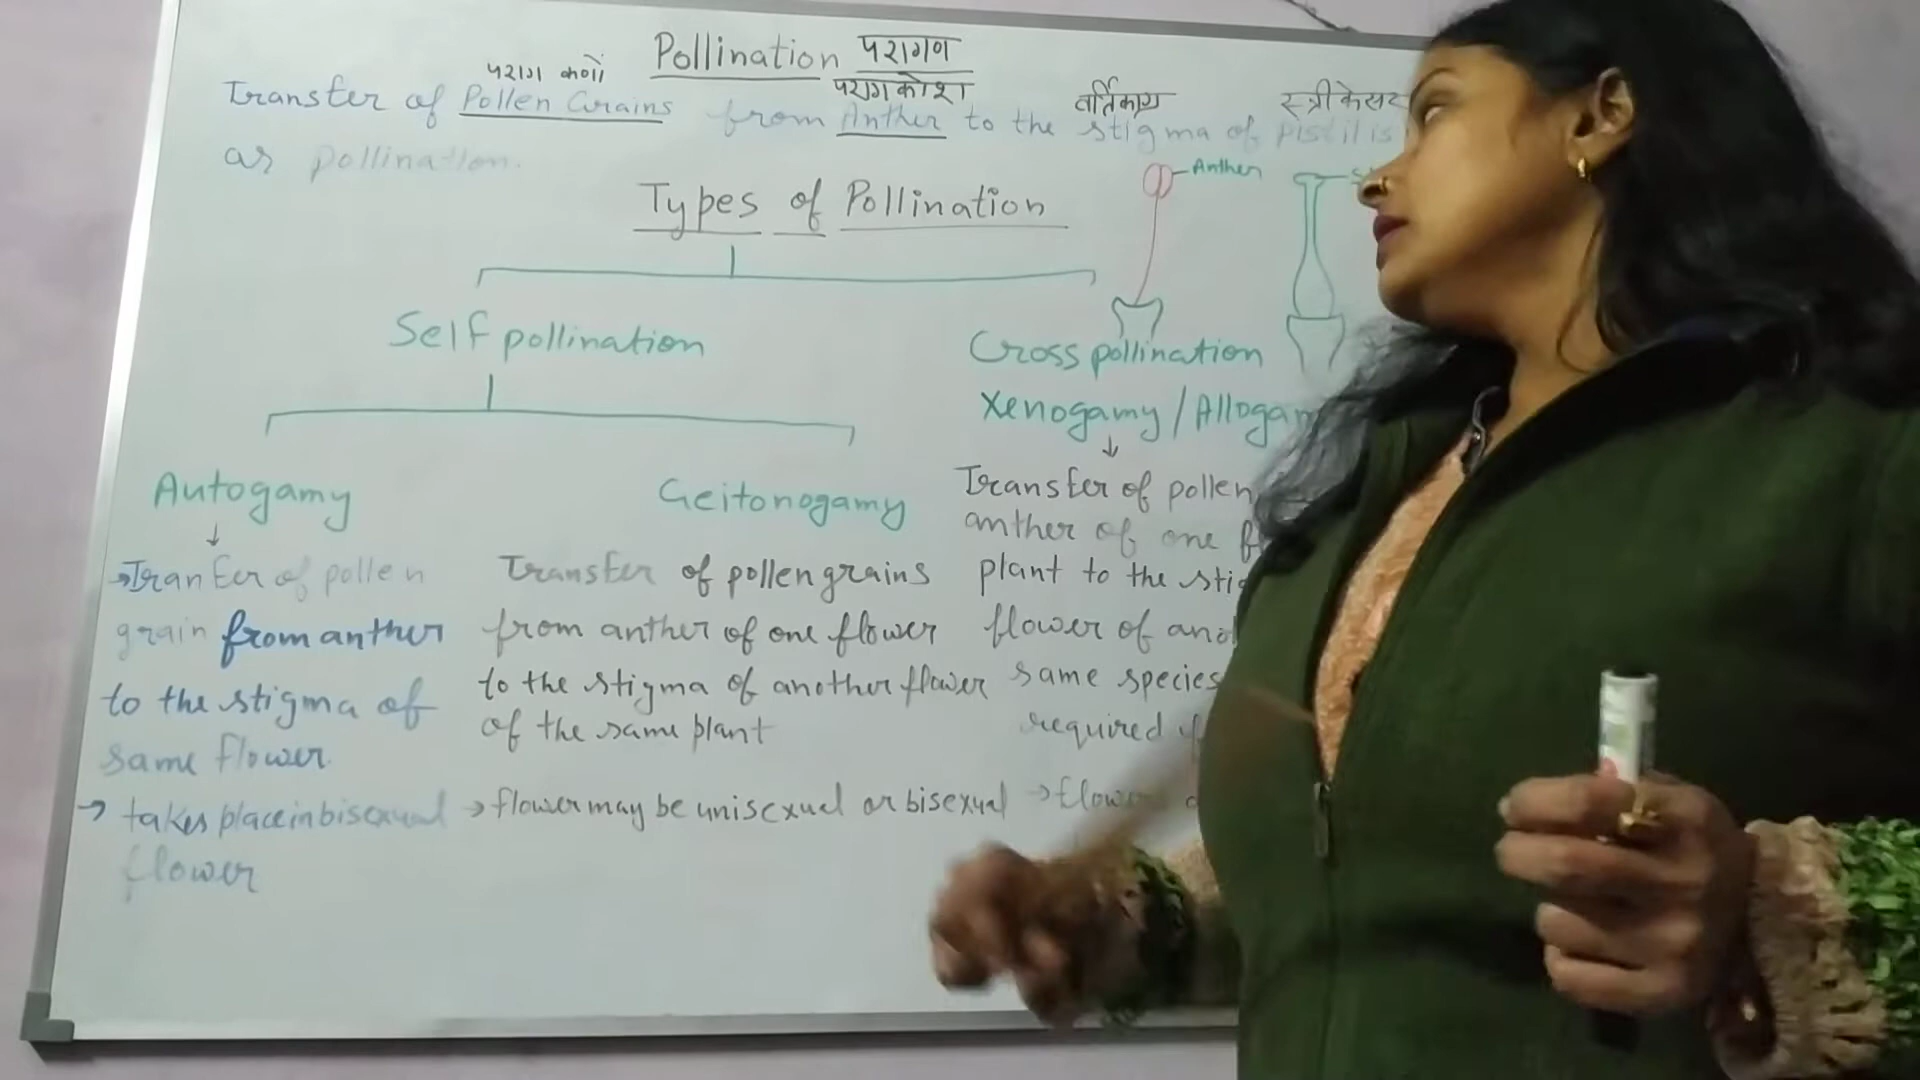 Pollination परागण
पराग कणों परागकोश वर्तिकाग्र स्त्रीकेसर
Transfer of Pollen Grains from Anther to the stigma of pistil is
as pollination.
Anther
Types of Pollination
Self pollination
Cross pollination
Xenogamy / Allogam
Autogamy
Geitonogamy
→Tranfer of pollen
grain from anther
to the stigma of
same flower.
→ takes place in bisexual
flower
Transfer of pollen grains
from anther of one flower
to the stigma of another flower
of the same plant
→ flower may be unisexual or bisexual
Transfer of pollen
anther of one
plant to the
flower of
same species
required